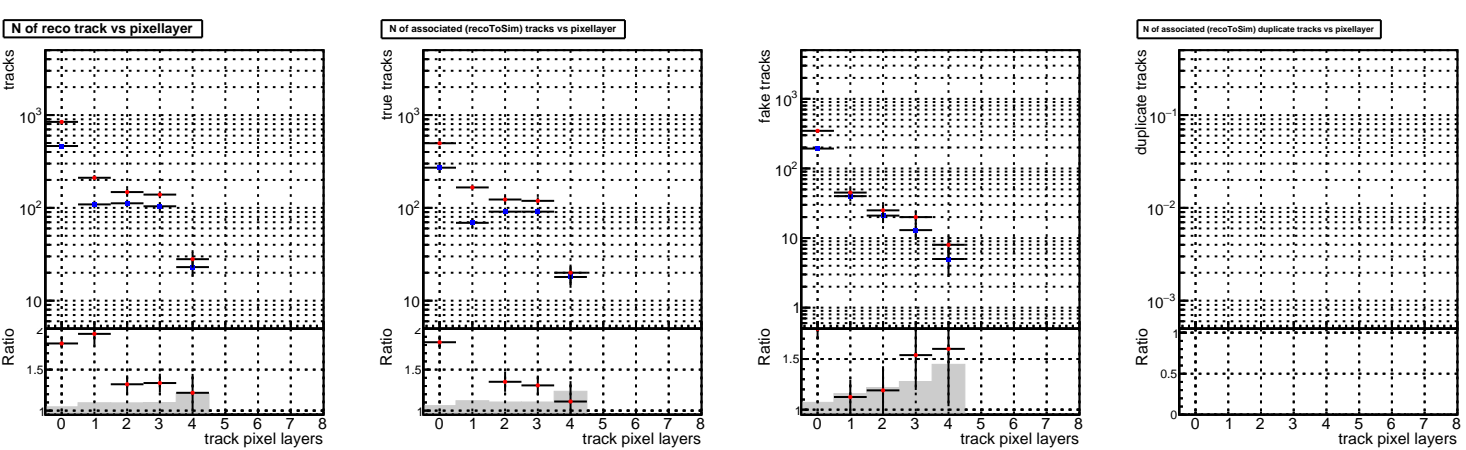 N of reco track vs pixellayer
tracks
10³
10²
10
Ratio
2
1.5
1
0 1 2 3 4 5 6 7 8
track pixel layers
N of associated (recoToSim) tracks vs pixellayer
true tracks
10³
10²
10
Ratio
1.5
1
0 1 2 3 4 5 6 7 8
track pixel layers
fake tracks
10³
10²
10
1
Ratio
1.5
1
0 1 2 3 4 5 6 7 8
track pixel layers
N of associated (recoToSim) duplicate tracks vs pixellayer
duplicate tracks
10⁻¹
10⁻²
10⁻³
Ratio
1
0.5
0
0 1 2 3 4 5 6 7 8
track pixel layers